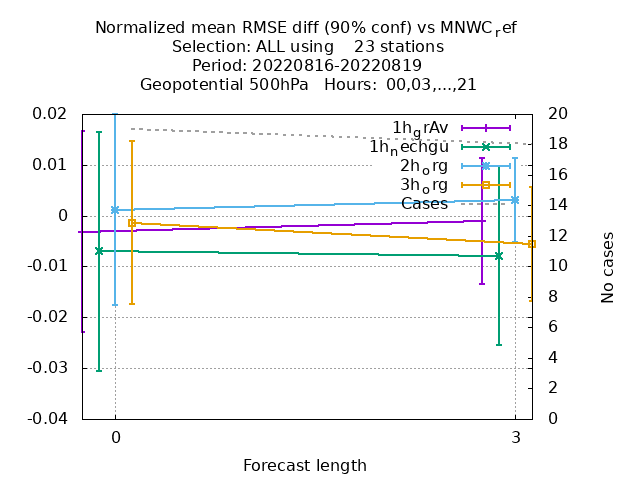 Normalized mean RMSE diff (90% conf) vs MNWC_ref
Selection: ALL using 23 stations
Period: 20220816-20220819
Geopotential 500hPa Hours: 00,03,...,21
0.02
0.01
0
-0.01
-0.02
-0.03
-0.04
20
18
16
14
12
10
8
6
4
2
0
1h_grAv
1h_nechgu
2h_org
3h_org
Cases
No cases
0
3
Forecast length